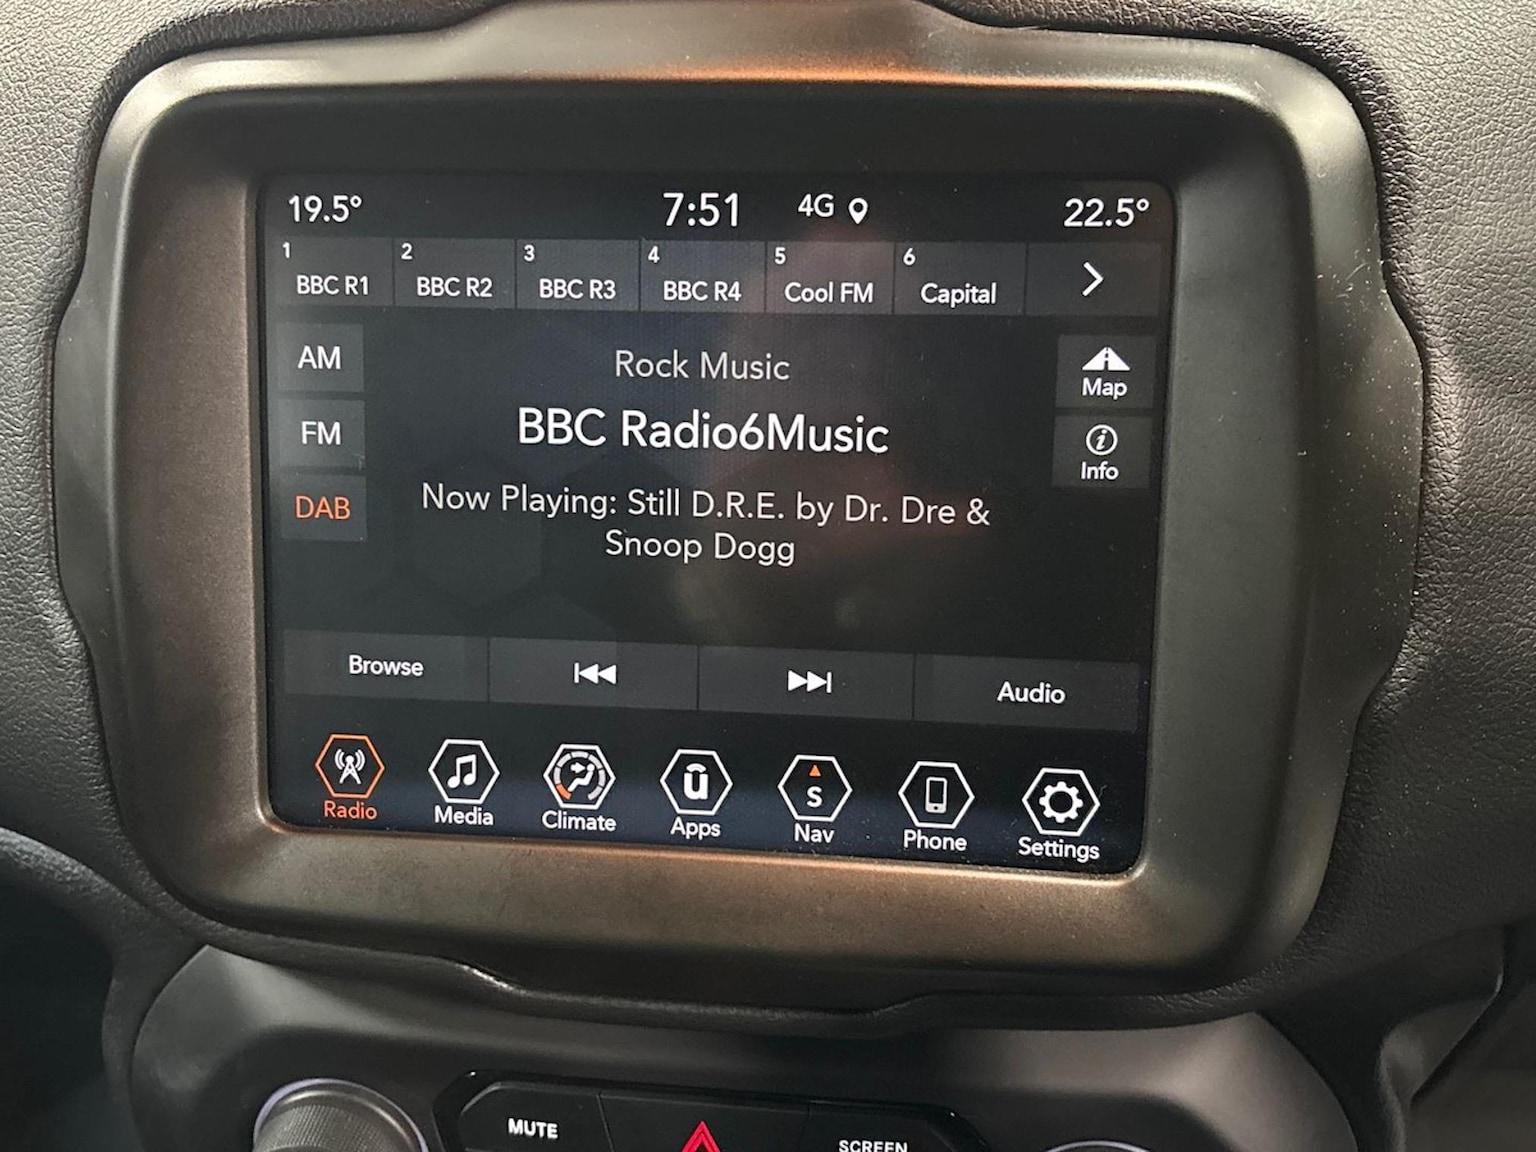 19.5° 7:51 4G 22.5°
1 2 3 4 5 6
BBC R1 BBC R2 BBC R3 BBC R4 Cool FM Capital
AM
FM
DAB
Rock Music
BBC Radio6Music
Now Playing: Still D.R.E. by Dr. Dre &
Snoop Dogg
Map
i
Info
Browse Audio
u S
Radio Media Climate Apps Nav Phone Settings
MUTE SCREEN